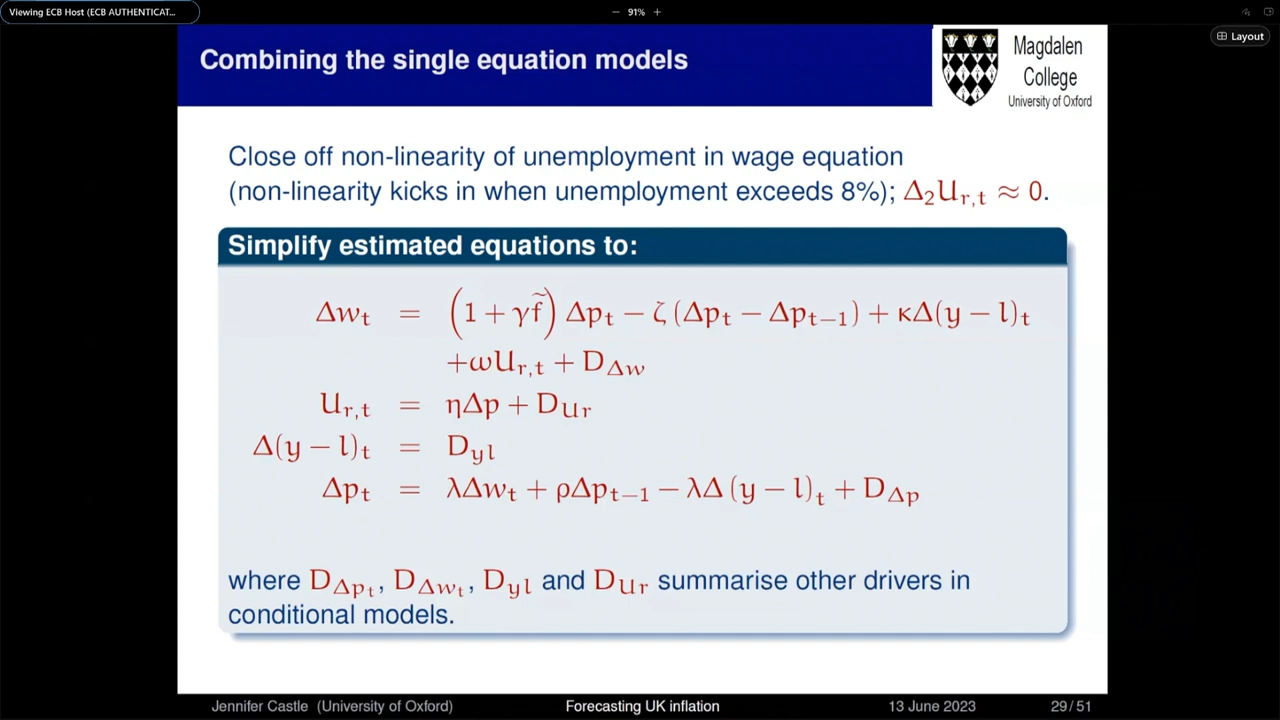 Viewing ECB Host (ECB AUTHENTICAT...
− 91% +
Layout
Combining the single equation models
Magdalen
College
University of Oxford
Close off non-linearity of unemployment in wage equation
(non-linearity kicks in when unemployment exceeds 8%); Δ₂U_{r,t} ≈ 0.
Simplify estimated equations to:
Δw_t = (1 + γf̃) Δp_t − ζ (Δp_t − Δp_{t−1}) + κΔ(y − l)_t
+ωU_{r,t} + D_{Δw}
U_{r,t} = ηΔp + D_{Ur}
Δ(y − l)_t = D_{yl}
Δp_t = λΔw_t + ρΔp_{t−1} − λΔ (y − l)_t + D_{Δp}
where D_{Δp_t}, D_{Δw_t}, D_{yl} and D_{Ur} summarise other drivers in
conditional models.
Jennifer Castle (University of Oxford) Forecasting UK inflation 13 June 2023 29 / 51